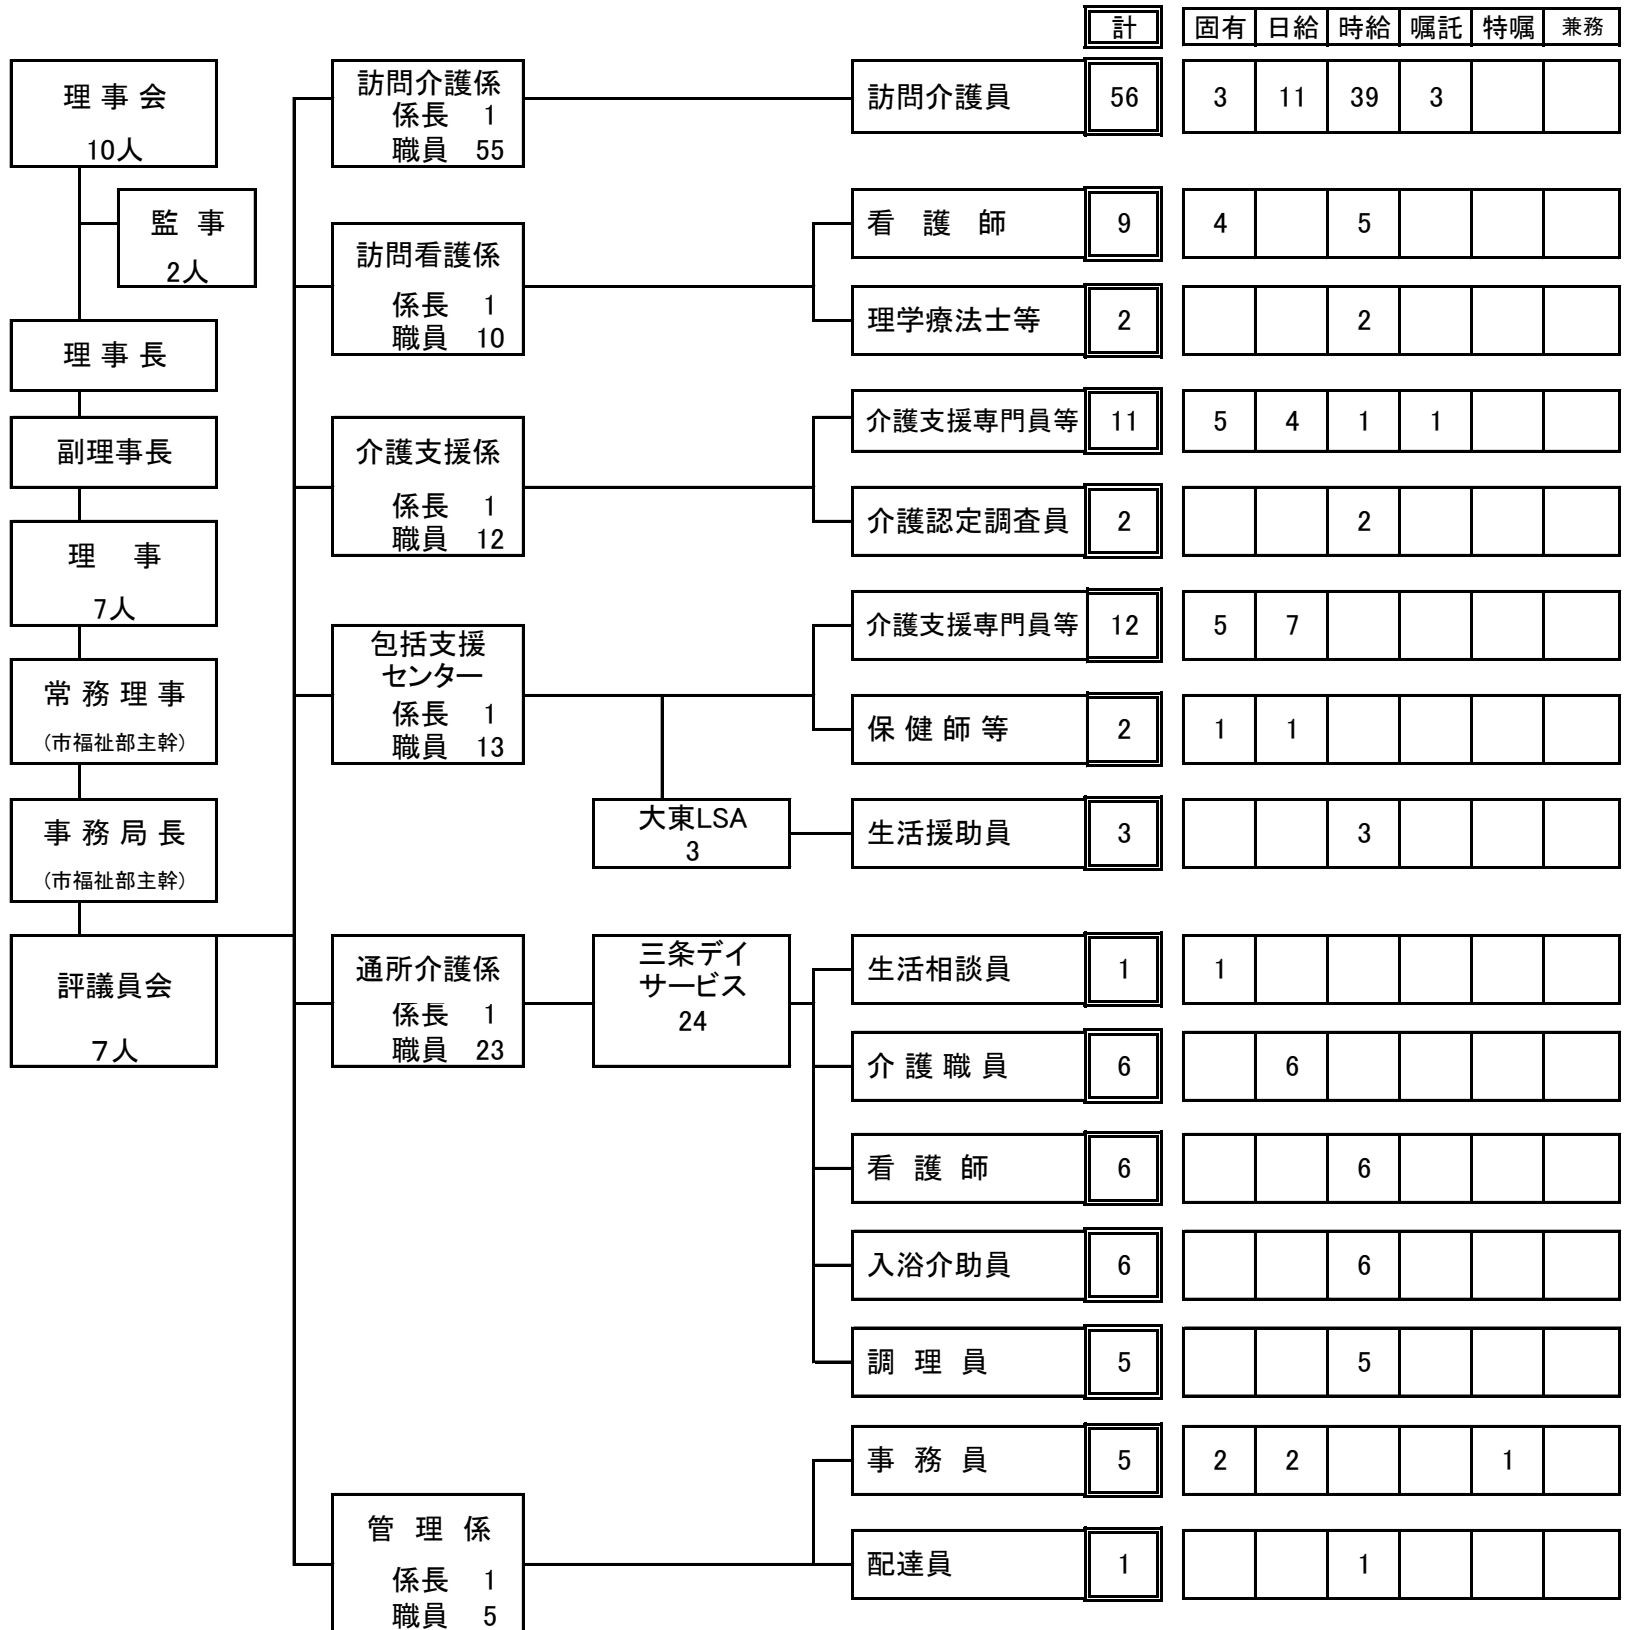 計 固有 日給 時給 嘱託 特嘱 兼務
理事会
10人
監事
2人
理事長
副理事長
理事
7人
常務理事
(市福祉部主幹)
事務局長
(市福祉部主幹)
評議員会
7人
訪問介護係
係長 1
職員 55
訪問介護員 56 3 11 39 3
訪問看護係
係長 1
職員 10
看護師 9 4 5
理学療法士等 2 2
介護支援係
係長 1
職員 12
介護支援専門員等 11 5 4 1 1
介護認定調査員 2 2
包括支援
センター
係長 1
職員 13
介護支援専門員等 12 5 7
保健師等 2 1 1
大東LSA
3
生活援助員 3 3
通所介護係
係長 1
職員 23
三条デイ
サービス
24
生活相談員 1 1
介護職員 6 6
看護師 6 6
入浴介助員 6 6
調理員 5 5
管理係
係長 1
職員 5
事務員 5 2 2 1
配達員 1 1